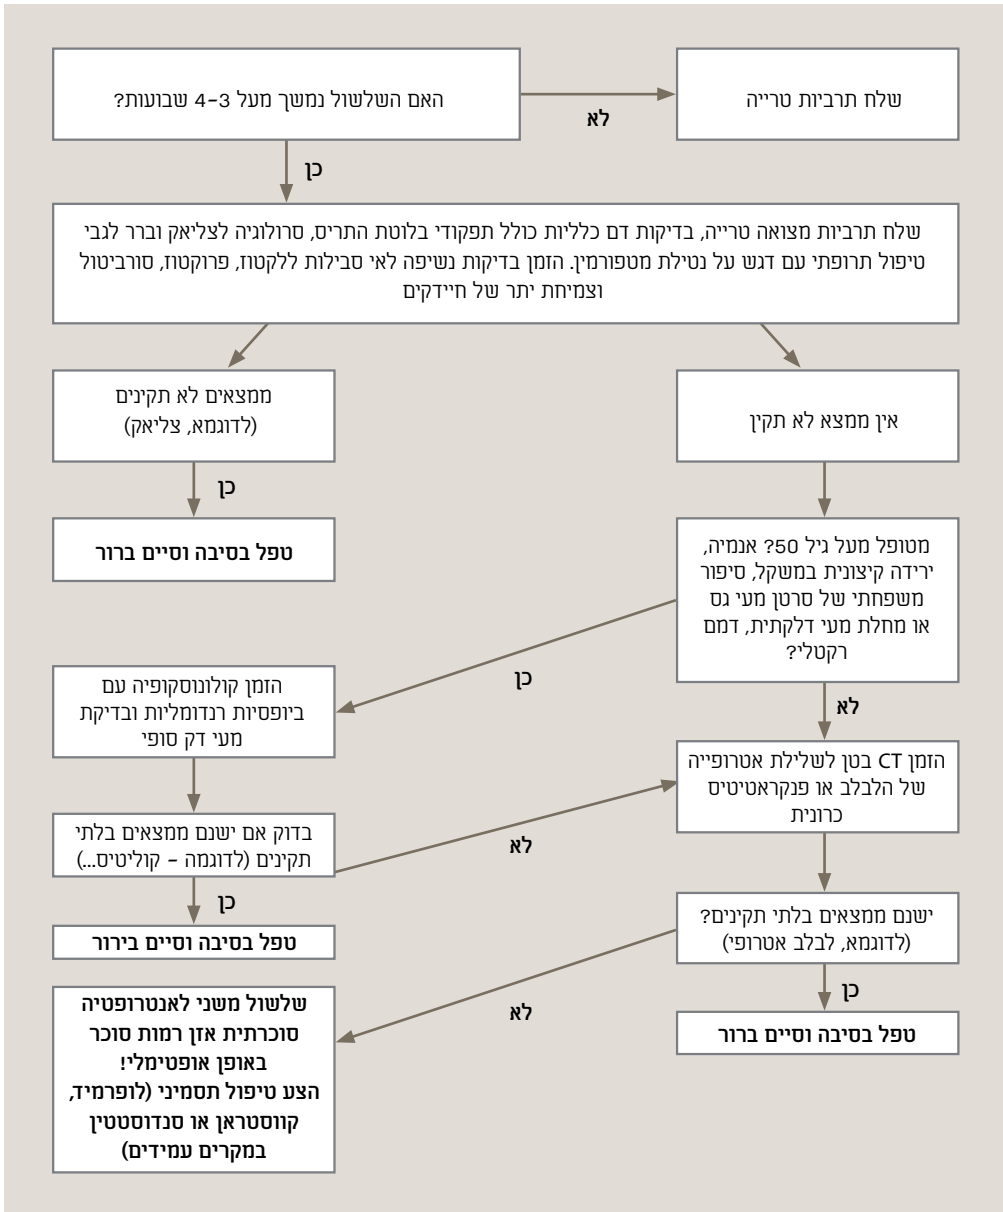 האם השלשול נמשך מעל 3-4 שבועות?
לא
שלח תרביות טרייה
כן
שלח תרביות מצואה טרייה, בדיקות דם כלליות כולל תפקודי בלוטת התריס, סרולוגיה לצליאק וברר לגבי
טיפול תרופתי עם דגש על נטילת מטפורמין. הזמן בדיקות נשיפה לאי סבילות ללקטוז, פרוקטוז, סורביטול
וצמיחת יתר של חיידקים
ממצאים לא תקינים
(לדוגמא, צליאק)
כן
טפל בסיבה וסיים ברור
אין ממצא לא תקין
מטופל מעל גיל 50? אנמיה,
ירידה קיצונית במשקל, סיפור
משפחתי של סרטן מעי גס
או מחלת מעי דלקתית, דמם
רקטלי?
כן
לא
הזמן קולונוסקופיה עם
ביופסיות רנדומליות ובדיקת
מעי דק סופי
הזמן CT בטן לשלילת אטרופייה
של הלבלב או פנקראטיטיס
כרונית
בדוק אם ישנם ממצאים בלתי
תקינים (לדוגמה - קוליטיס...)
לא
כן
טפל בסיבה וסיים בירור
ישנם ממצאים בלתי תקינים?
(לדוגמא, לבלב אטרופי)
לא
כן
טפל בסיבה וסיים ברור
שלשול משני לאנטרופטיה
סוכרתית אזן רמות סוכר
באופן אופטימלי!
הצע טיפול תסמיני (לופרמיד,
קווסטראן או סנדוסטטין
במקרים עמידים)